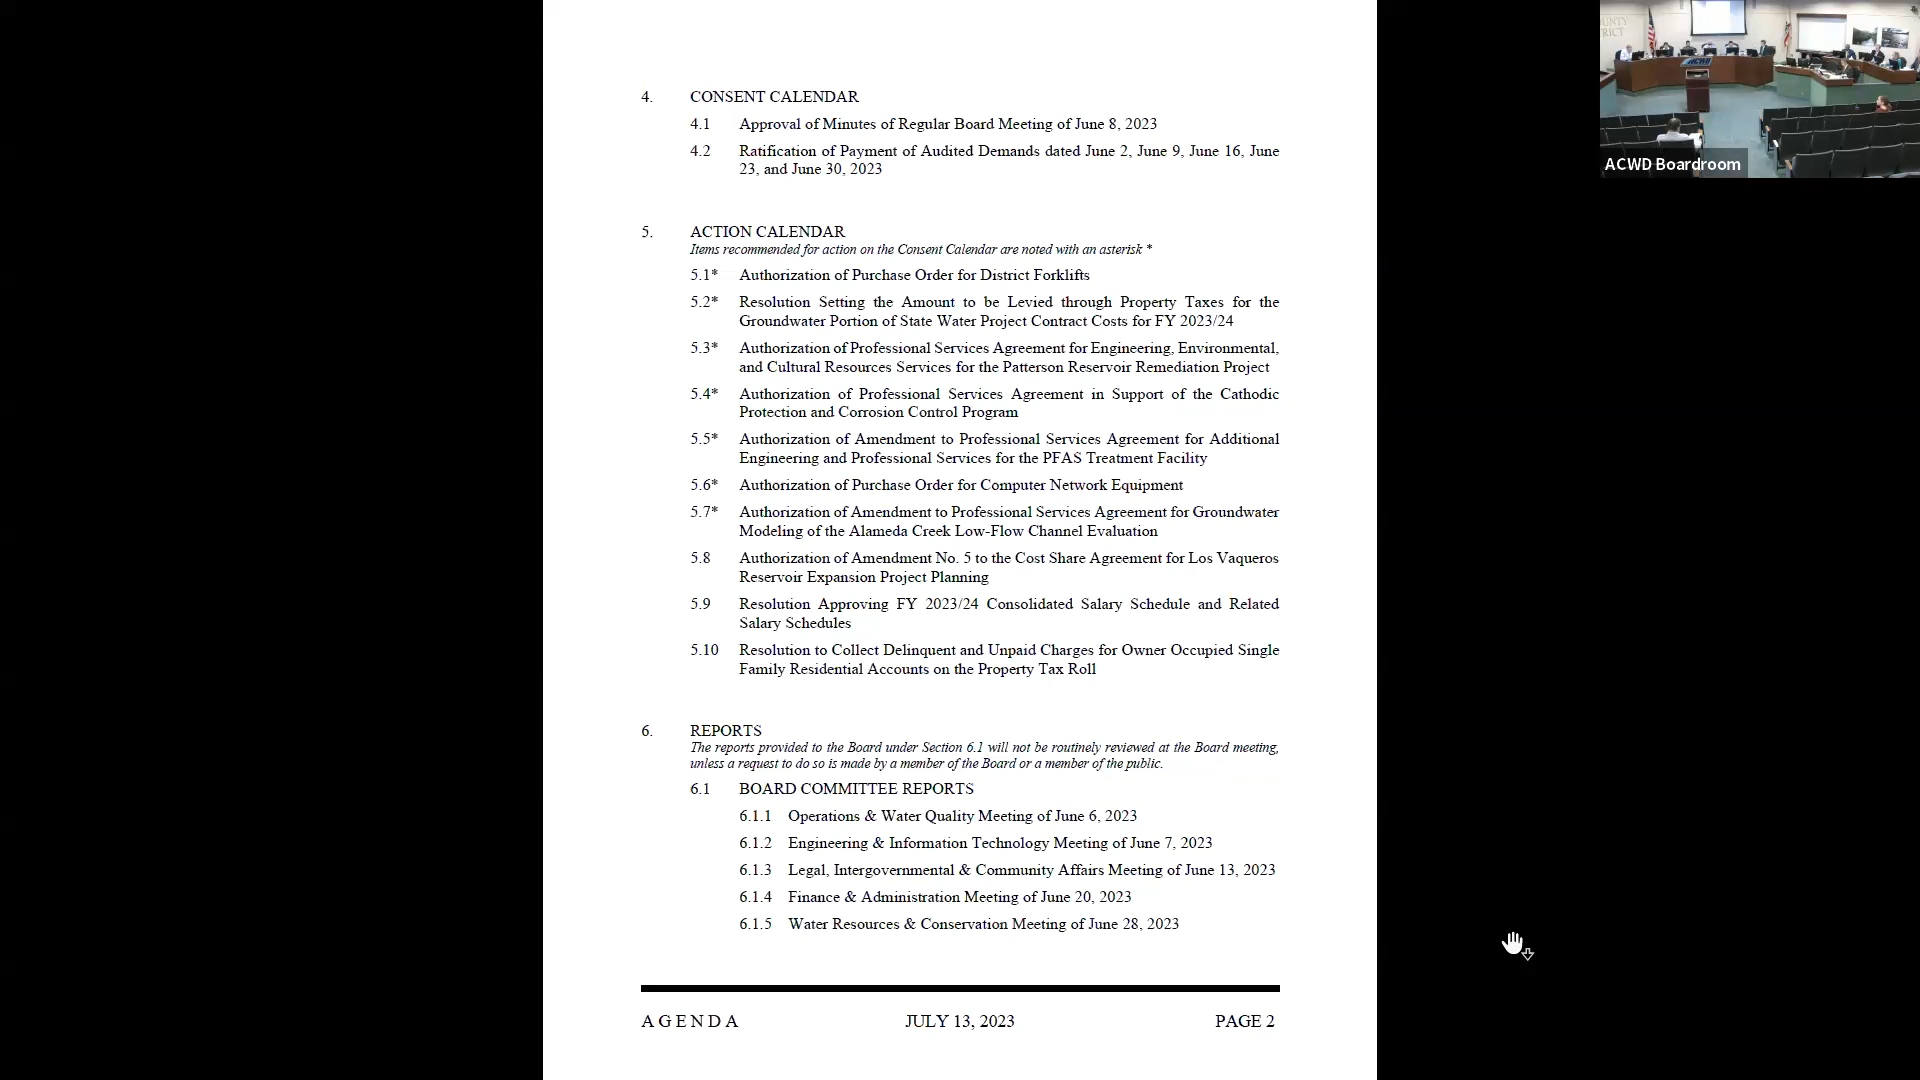 4. CONSENT CALENDAR
4.1 Approval of Minutes of Regular Board Meeting of June 8, 2023
4.2 Ratification of Payment of Audited Demands dated June 2, June 9, June 16, June
23, and June 30, 2023
5. ACTION CALENDAR
Items recommended for action on the Consent Calendar are noted with an asterisk *
5.1* Authorization of Purchase Order for District Forklifts
5.2* Resolution Setting the Amount to be Levied through Property Taxes for the
Groundwater Portion of State Water Project Contract Costs for FY 2023/24
5.3* Authorization of Professional Services Agreement for Engineering, Environmental,
and Cultural Resources Services for the Patterson Reservoir Remediation Project
5.4* Authorization of Professional Services Agreement in Support of the Cathodic
Protection and Corrosion Control Program
5.5* Authorization of Amendment to Professional Services Agreement for Additional
Engineering and Professional Services for the PFAS Treatment Facility
5.6* Authorization of Purchase Order for Computer Network Equipment
5.7* Authorization of Amendment to Professional Services Agreement for Groundwater
Modeling of the Alameda Creek Low-Flow Channel Evaluation
5.8 Authorization of Amendment No. 5 to the Cost Share Agreement for Los Vaqueros
Reservoir Expansion Project Planning
5.9 Resolution Approving FY 2023/24 Consolidated Salary Schedule and Related
Salary Schedules
5.10 Resolution to Collect Delinquent and Unpaid Charges for Owner Occupied Single
Family Residential Accounts on the Property Tax Roll
6. REPORTS
The reports provided to the Board under Section 6.1 will not be routinely reviewed at the Board meeting,
unless a request to do so is made by a member of the Board or a member of the public.
6.1 BOARD COMMITTEE REPORTS
6.1.1 Operations & Water Quality Meeting of June 6, 2023
6.1.2 Engineering & Information Technology Meeting of June 7, 2023
6.1.3 Legal, Intergovernmental & Community Affairs Meeting of June 13, 2023
6.1.4 Finance & Administration Meeting of June 20, 2023
6.1.5 Water Resources & Conservation Meeting of June 28, 2023
AGENDA JULY 13, 2023 PAGE 2
ACWD
ACWD Boardroom